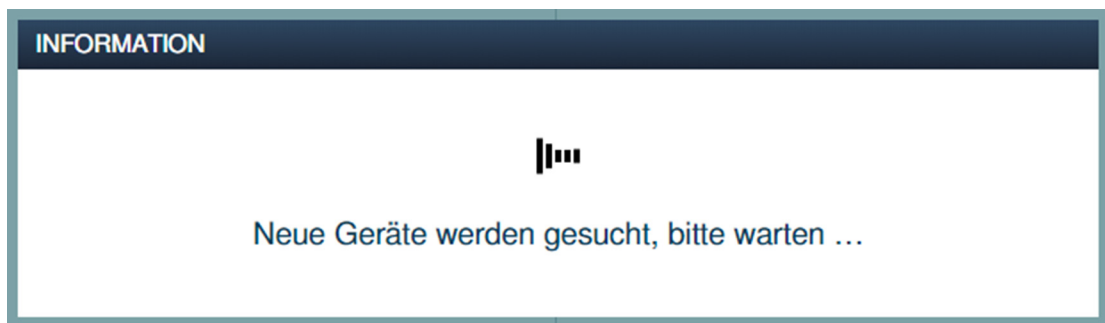 INFORMATION
Neue Geräte werden gesucht, bitte warten …